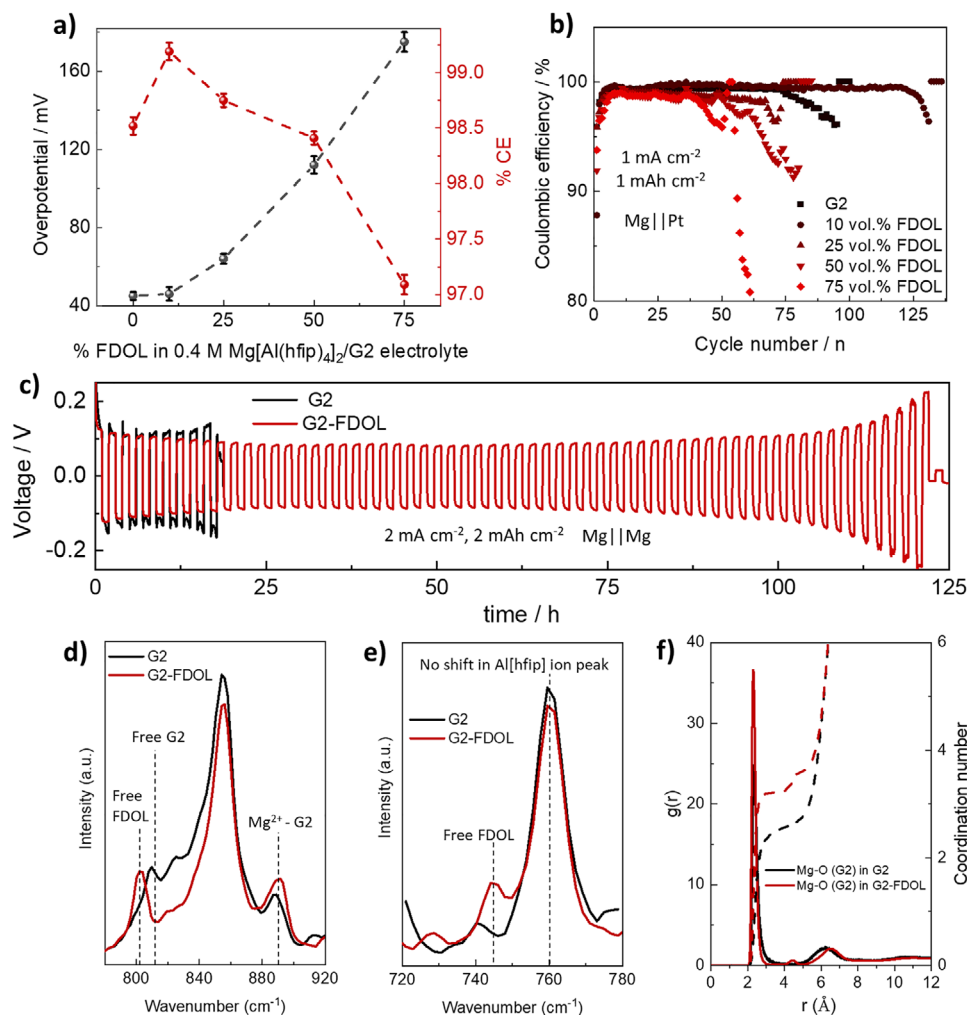 a)
Overpotential / mV
160
120
80
40
99.0
98.5
98.0
97.5
97.0
% CE
0
10
25
50
75
% FDOL in 0.4 M Mg[Al(hfip)₄]₂/G2 electrolyte
b)
Coulombic efficiency / %
100
90
80
1 mA cm⁻²
1 mAh cm⁻²
Mg||Pt
G2
10 vol.% FDOL
25 vol.% FDOL
50 vol.% FDOL
75 vol.% FDOL
0 25 50 75 100 125
Cycle number / n
c)
Voltage / V
0.2
0.0
-0.2
G2
G2-FDOL
2 mA cm⁻², 2 mAh cm⁻² Mg||Mg
0 25 50 75 100 125
time / h
d)
Intensity (a.u.)
G2
G2-FDOL
Free G2
Free
FDOL
Mg²⁺- G2
800 840 880 920
Wavenumber (cm⁻¹)
e)
Intensity (a.u.)
No shift in Al[hfip] ion peak
G2
G2-FDOL
Free FDOL
720 740 760 780
Wavenumber (cm⁻¹)
f)
g(r)
40
30
20
10
0
6
4
2
0
Coordination number
Mg-O (G2) in G2
Mg-O (G2) in G2-FDOL
0 2 4 6 8 10 12
r (Å)